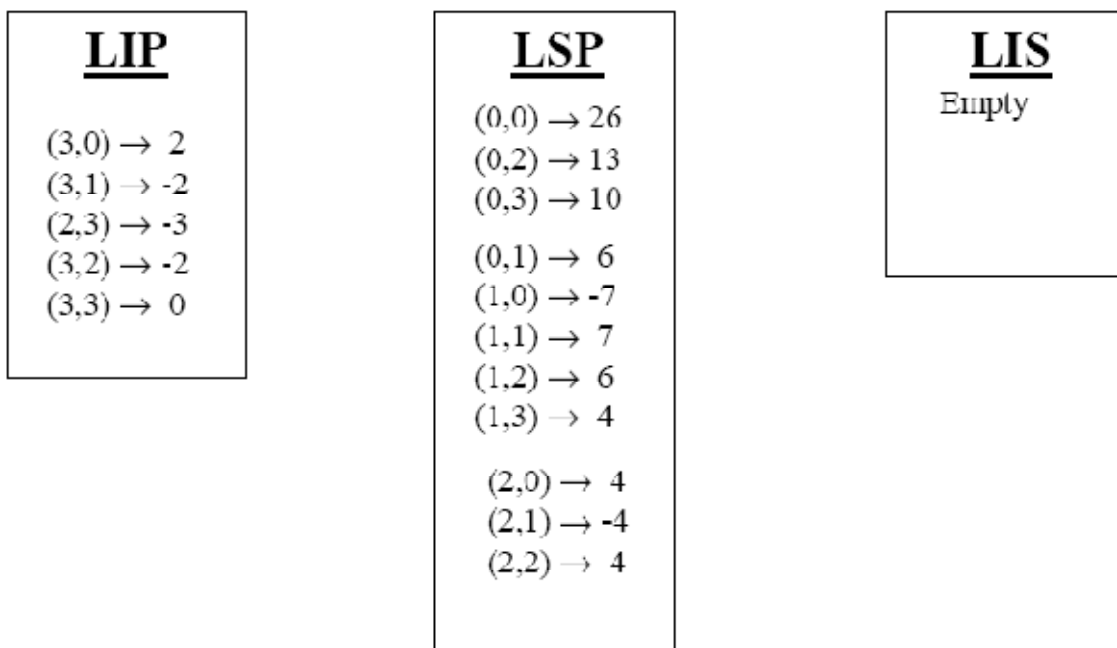 LIP
(3,0) → 2
(3,1) → -2
(2,3) → -3
(3,2) → -2
(3,3) → 0
LSP
(0,0) → 26
(0,2) → 13
(0,3) → 10
(0,1) → 6
(1,0) → -7
(1,1) → 7
(1,2) → 6
(1,3) → 4
(2,0) → 4
(2,1) → -4
(2,2) → 4
LIS
Empty